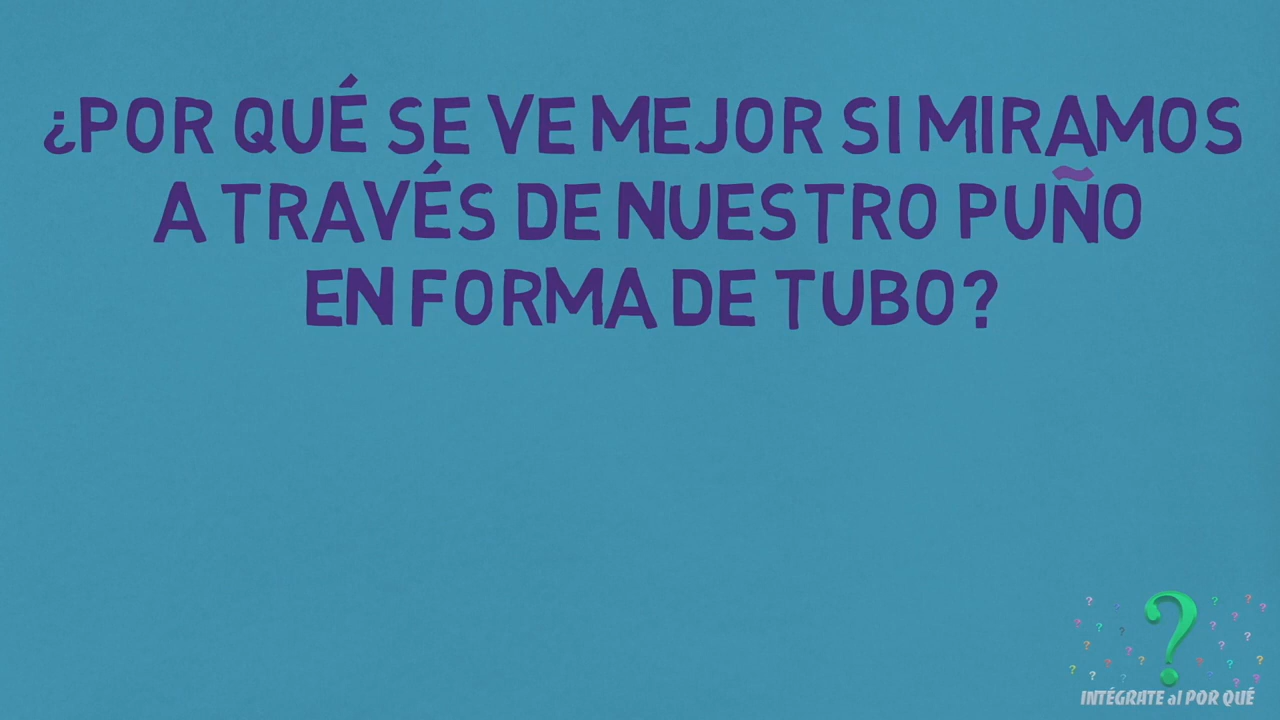 ¿POR QUÉ SE VE MEJOR SI MIRAMOS
A TRAVÉS DE NUESTRO PUÑO
EN FORMA DE TUBO?
?
INTÉGRATE al POR QUÉ